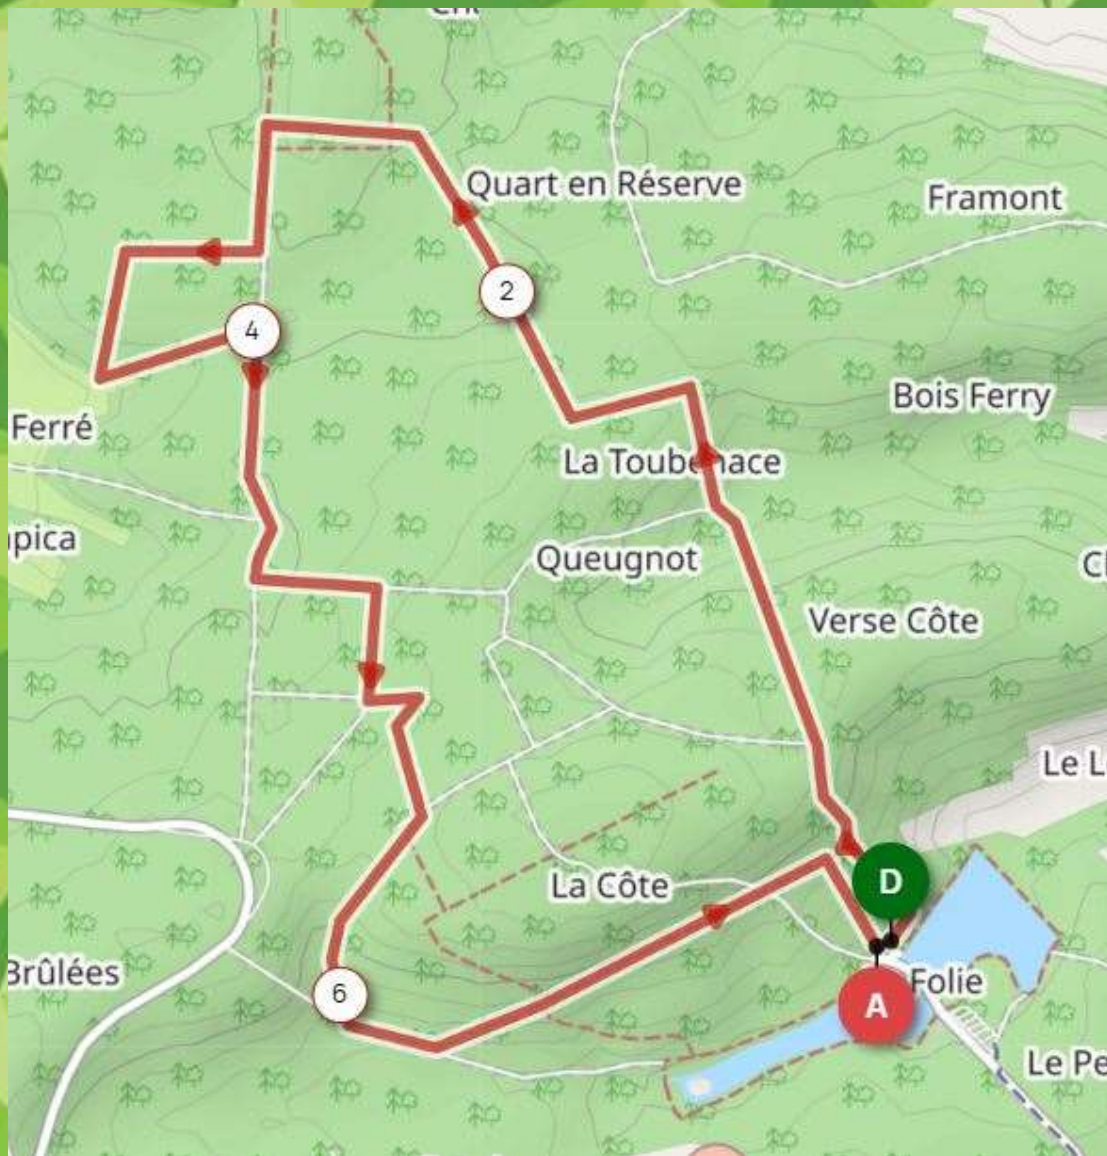 Quart en Réserve
Framont
2
4
Bois Ferry
Ferré
La Toubenace
Queugnot
Verse Côte
Le
La Côte
D
Brûlées
6
Folie
A
Le Pe